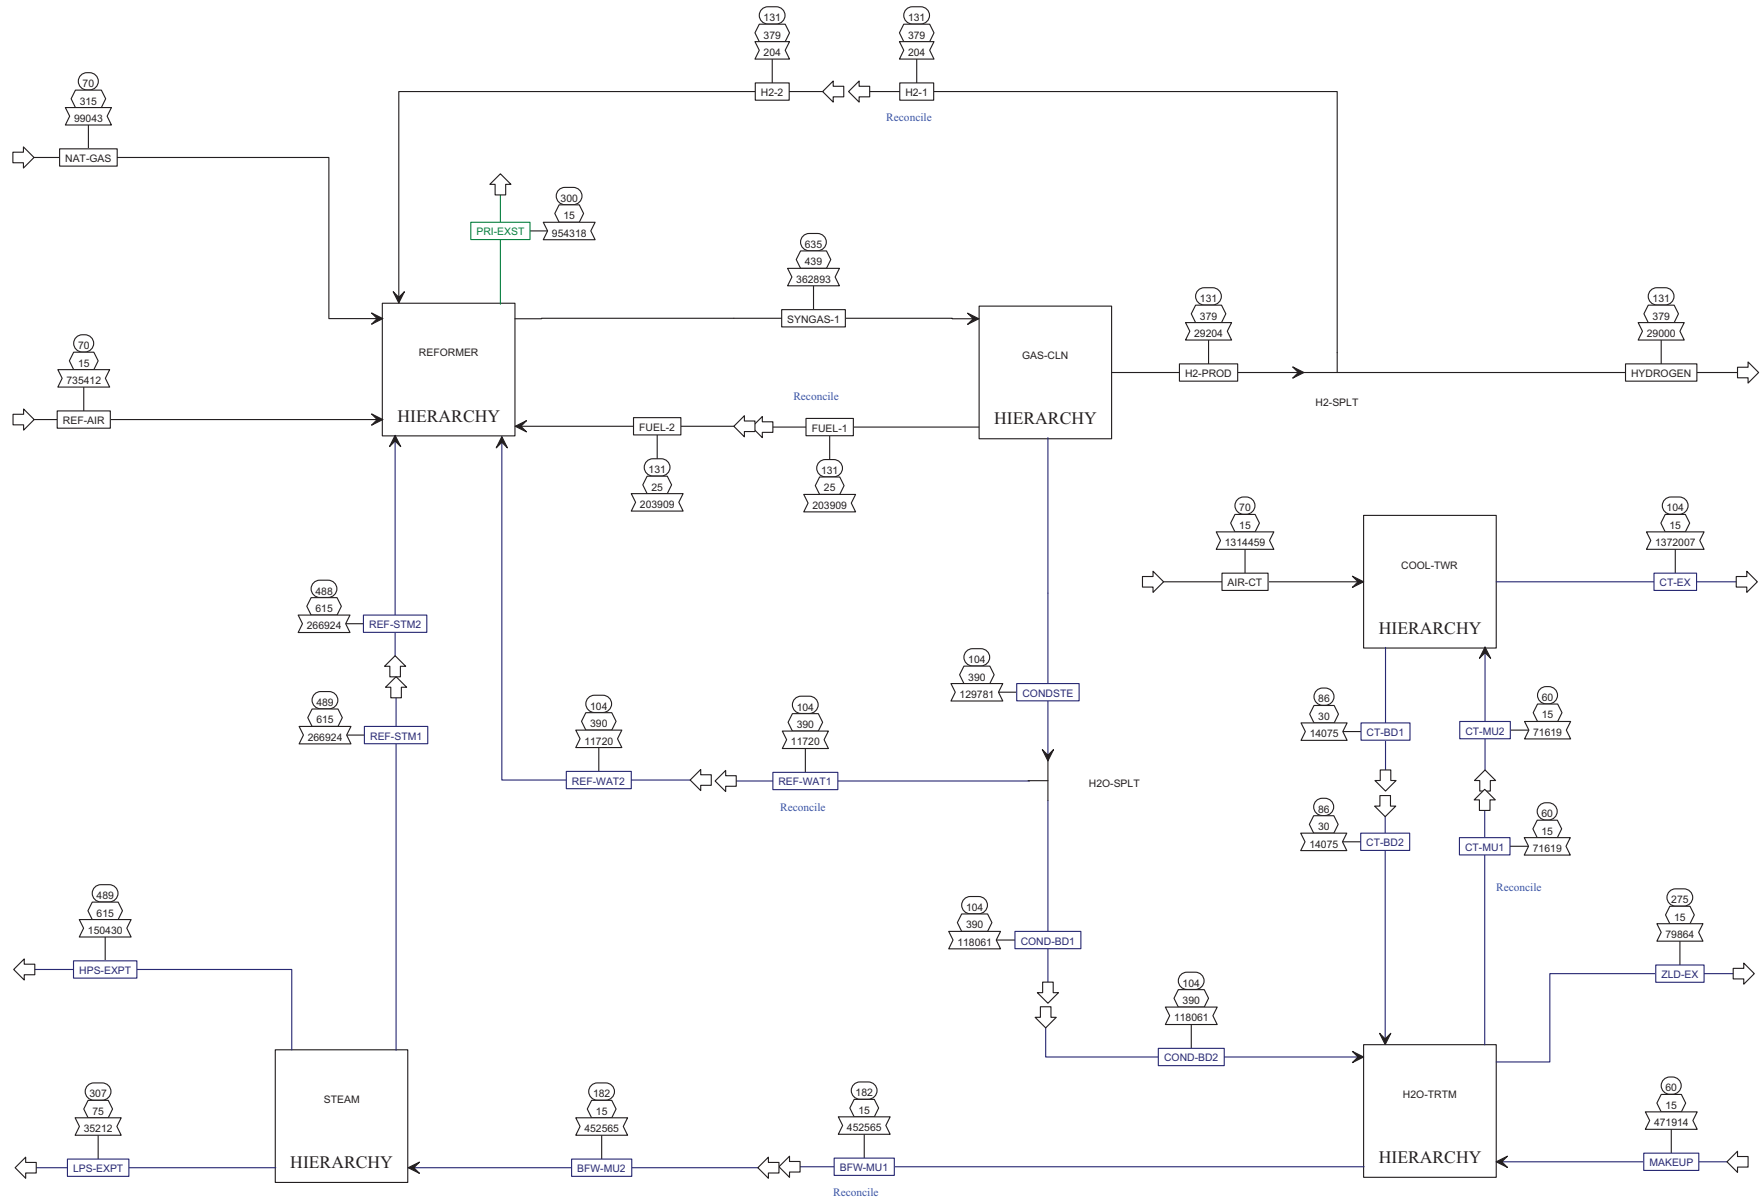 131
379
204
H2-2
131
379
204
H2-1
Reconcile
70
315
99043
NAT-GAS
300
15
954318
PRI-EXST
635
439
362893
SYNGAS-1
131
379
29204
H2-PROD
131
379
29000
HYDROGEN
H2-SPLT
70
15
735412
REF-AIR
REFORMER
HIERARCHY
GAS-CLN
HIERARCHY
Reconcile
FUEL-2
131
25
203909
FUEL-1
131
25
203909
70
15
1314459
AIR-CT
COOL-TWR
HIERARCHY
104
15
1372007
CT-EX
488
615
266924
REF-STM2
489
615
266924
REF-STM1
104
390
129781
CONDSTE
104
390
11720
REF-WAT2
104
390
11720
REF-WAT1
Reconcile
H2O-SPLT
86
30
14075
CT-BD1
60
15
71619
CT-MU2
86
30
14075
CT-BD2
60
15
71619
CT-MU1
Reconcile
489
615
150430
HPS-EXPT
104
390
118061
COND-BD1
104
390
118061
COND-BD2
275
15
79864
ZLD-EX
STEAM
HIERARCHY
307
75
35212
LPS-EXPT
182
15
452565
BFW-MU2
182
15
452565
BFW-MU1
Reconcile
H2O-TRTM
HIERARCHY
60
15
471914
MAKEUP